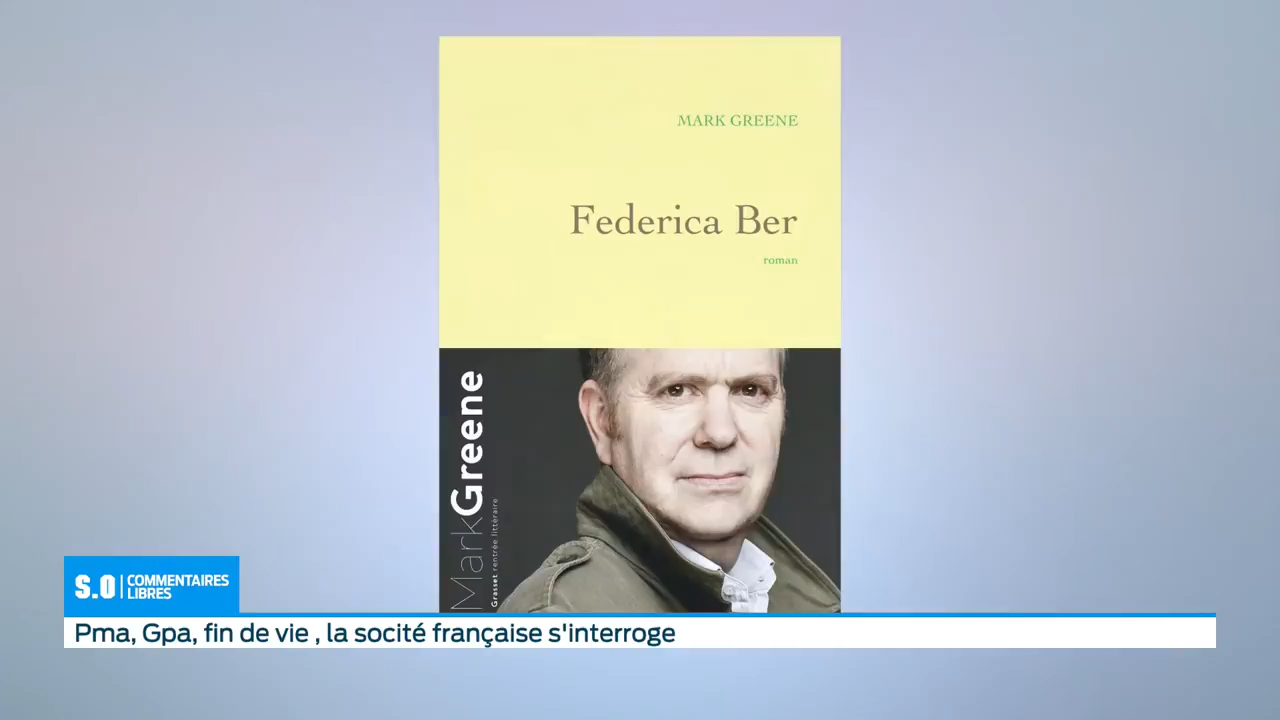 MARK GREENE
Federica Ber
roman
MarkGreene
Grasset rentrée littéraire
S.O COMMENTAIRES
LIBRES
Pma, Gpa, fin de vie , la socité française s'interroge